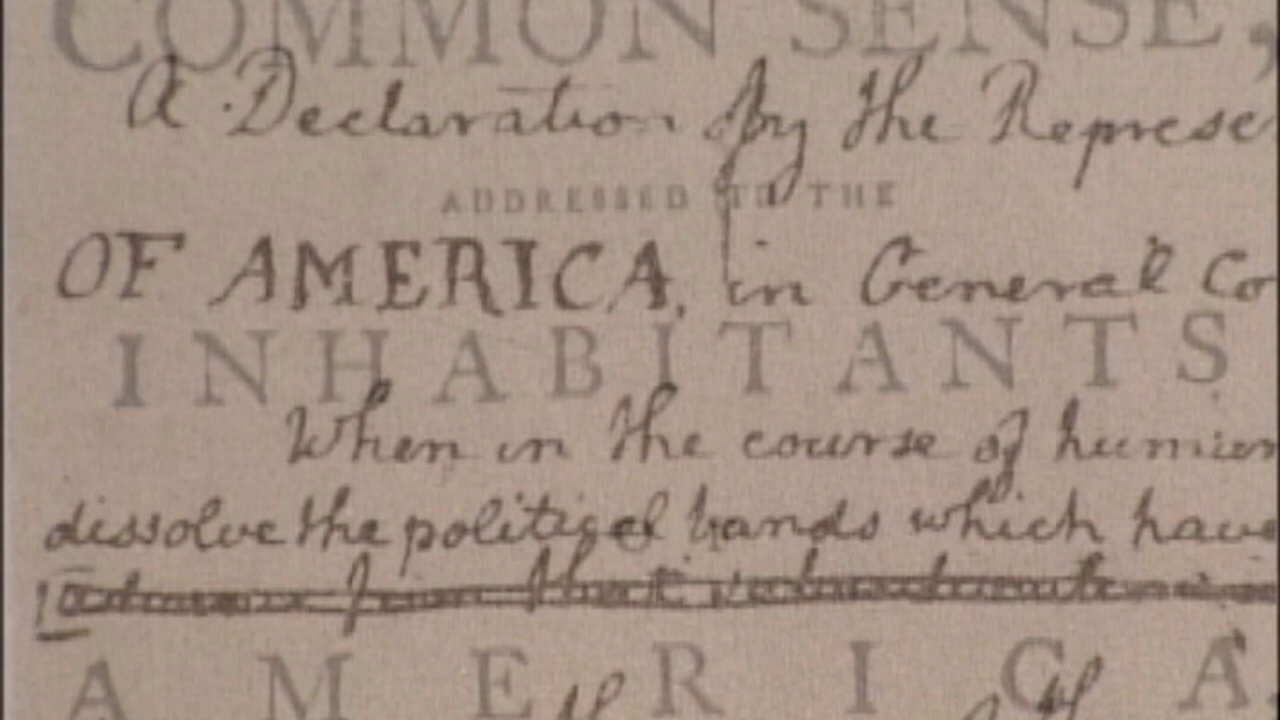 COMMON SENSE,
A Declaration By the Represe
ADDRESSED TO THE
OF AMERICA, in General Co
INHABITANTS
When in the course of human
dissolve the political bands which have
AMERICA